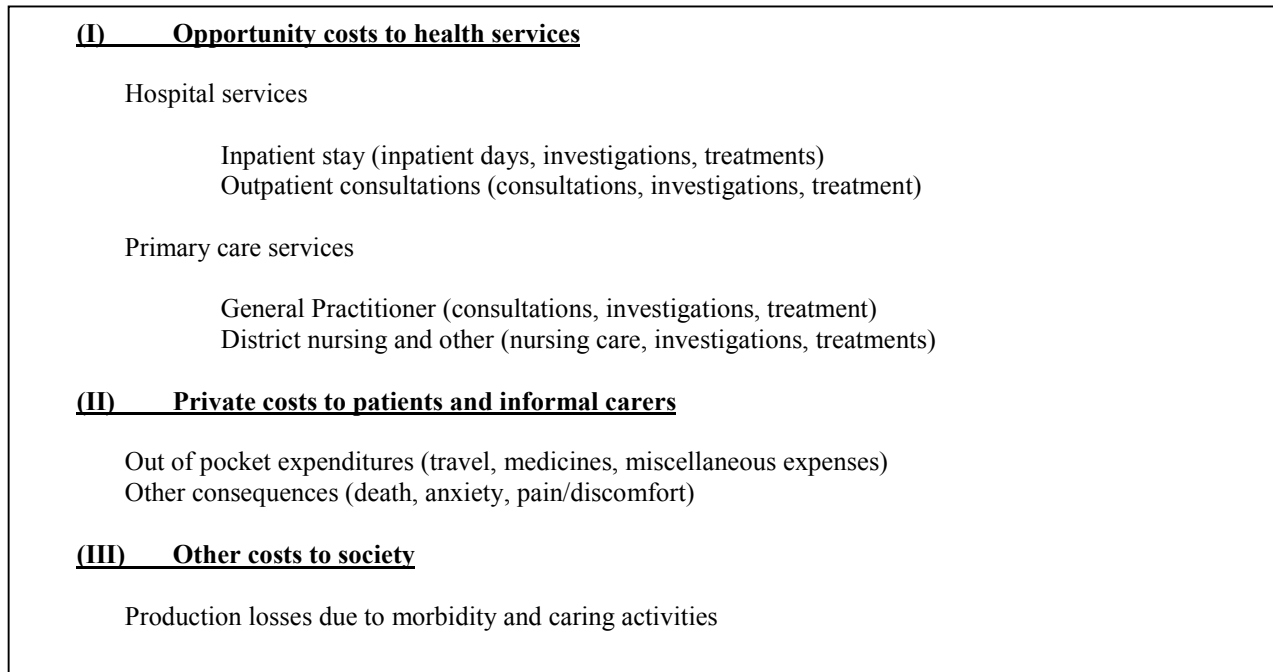 (I) Opportunity costs to health services
Hospital services
Inpatient stay (inpatient days, investigations, treatments)
Outpatient consultations (consultations, investigations, treatment)
Primary care services
General Practitioner (consultations, investigations, treatment)
District nursing and other (nursing care, investigations, treatments)
(II) Private costs to patients and informal carers
Out of pocket expenditures (travel, medicines, miscellaneous expenses)
Other consequences (death, anxiety, pain/discomfort)
(III) Other costs to society
Production losses due to morbidity and caring activities